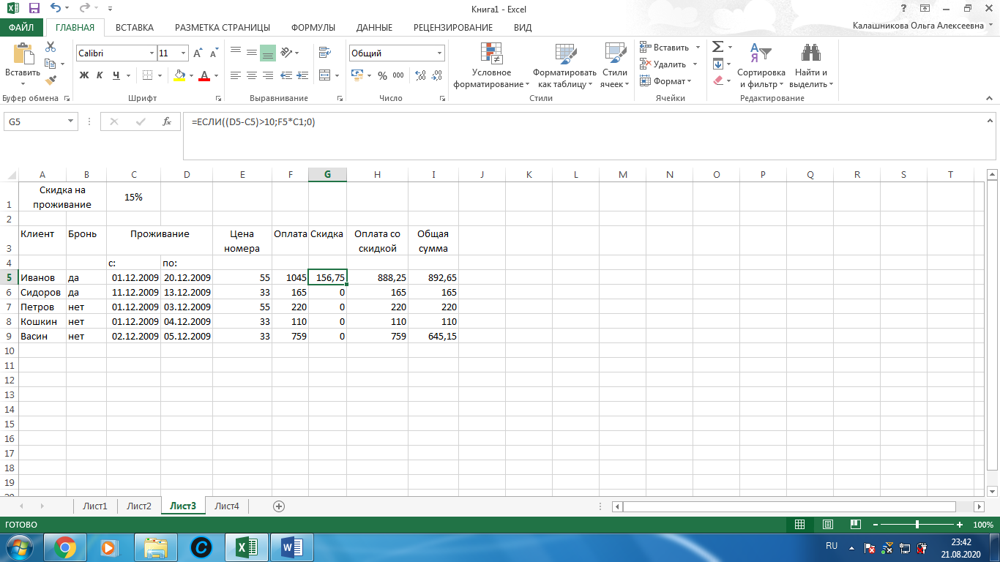 Книга1 - Excel
?
ФАЙЛ ГЛАВНАЯ ВСТАВКА РАЗМЕТКА СТРАНИЦЫ ФОРМУЛЫ ДАННЫЕ РЕЦЕНЗИРОВАНИЕ ВИД Калашникова Ольга Алексеевна
Вставить
Calibri 11
Ж К Ч
Общий
% 000
Условное форматирование
Форматировать как таблицу
Стили ячеек
Вставить
Удалить
Формат
Сортировка и фильтр
Найти и выделить
Буфер обмена Шрифт Выравнивание Число Стили Ячейки Редактирование
G5 fx =ЕСЛИ((D5-C5)>10;F5*C1;0)
A B C D E F G H I J K L M N O P Q R S T
1 Скидка на проживание 15%
2
3 Клиент Бронь Проживание Цена номера Оплата Скидка Оплата со скидкой Общая сумма
4 с: по:
5 Иванов да 01.12.2009 20.12.2009 55 1045 156,75 888,25 892,65
6 Сидоров да 11.12.2009 13.12.2009 33 165 0 165 165
7 Петров нет 01.12.2009 03.12.2009 55 220 0 220 220
8 Кошкин нет 01.12.2009 04.12.2009 33 110 0 110 110
9 Васин нет 02.12.2009 05.12.2009 33 759 0 759 645,15
10
11
12
13
14
15
16
17
18
19
Лист1 Лист2 Лист3 Лист4
ГОТОВО 100%
RU 23:42
21.08.2020